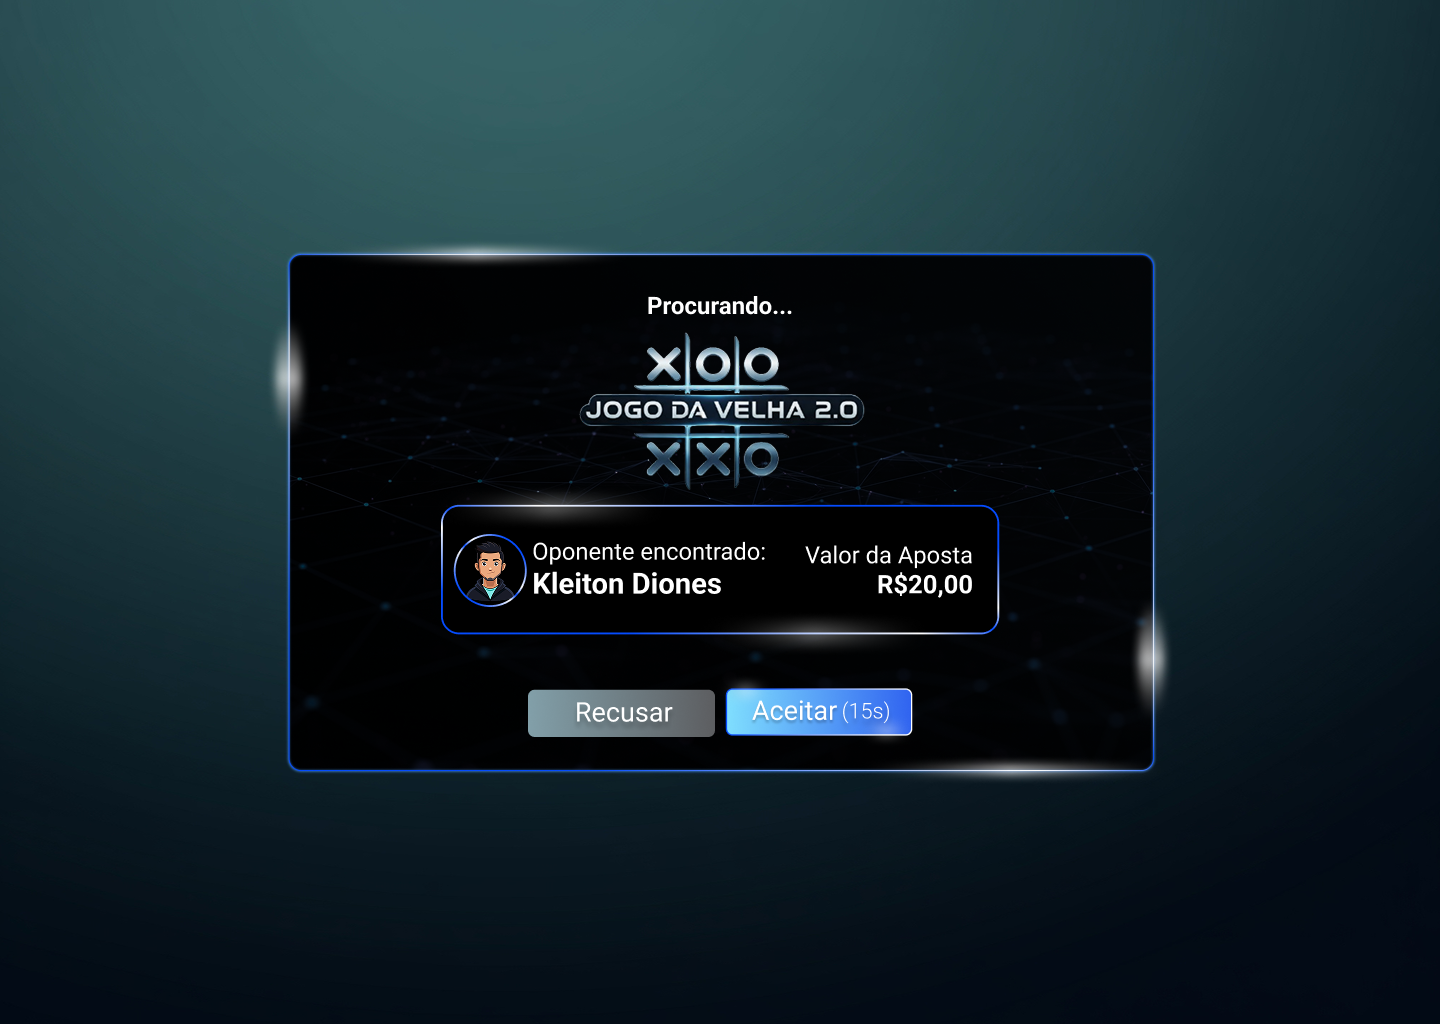 Procurando...
XOO
JOGO DA VELHA 2.0
XXO
Oponente encontrado:
Kleiton Diones
Valor da Aposta
R$20,00
Recusar
Aceitar (15s)